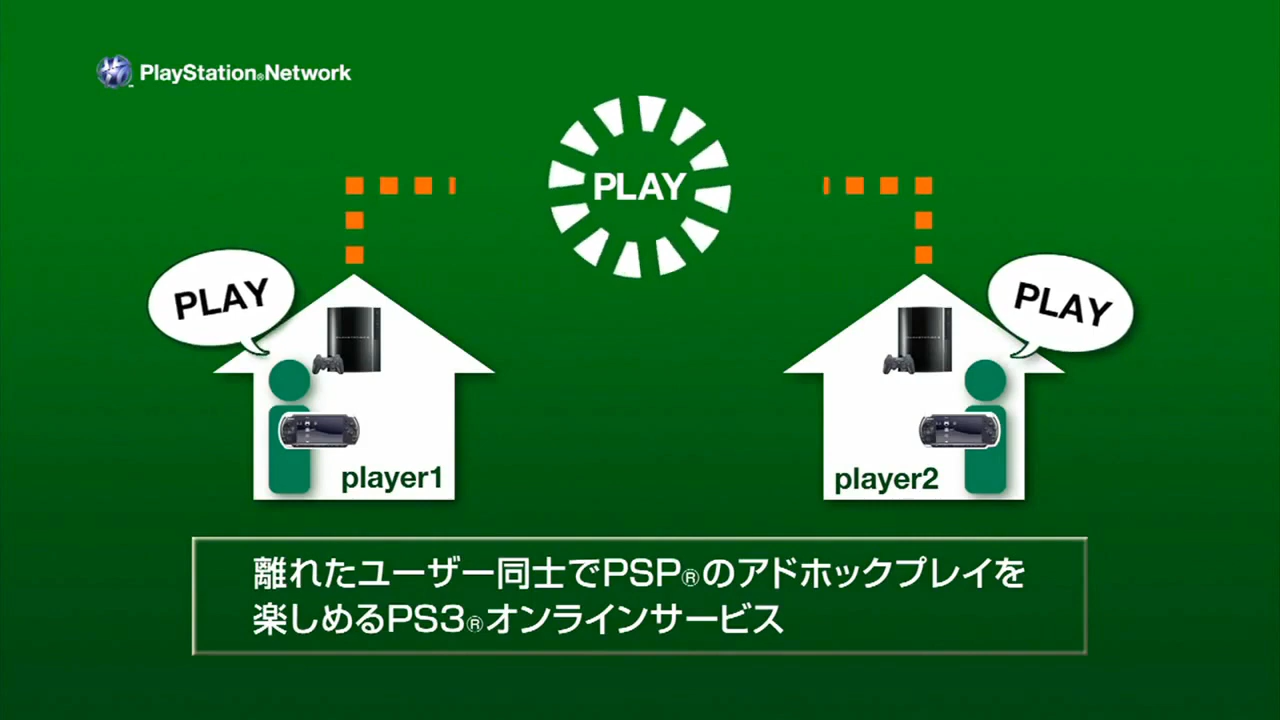 PlayStation®Network
PLAY
PLAY
PLAY
player1
player2
離れたユーザー同士でPSP®のアドホックプレイを
楽しめるPS3®オンラインサービス